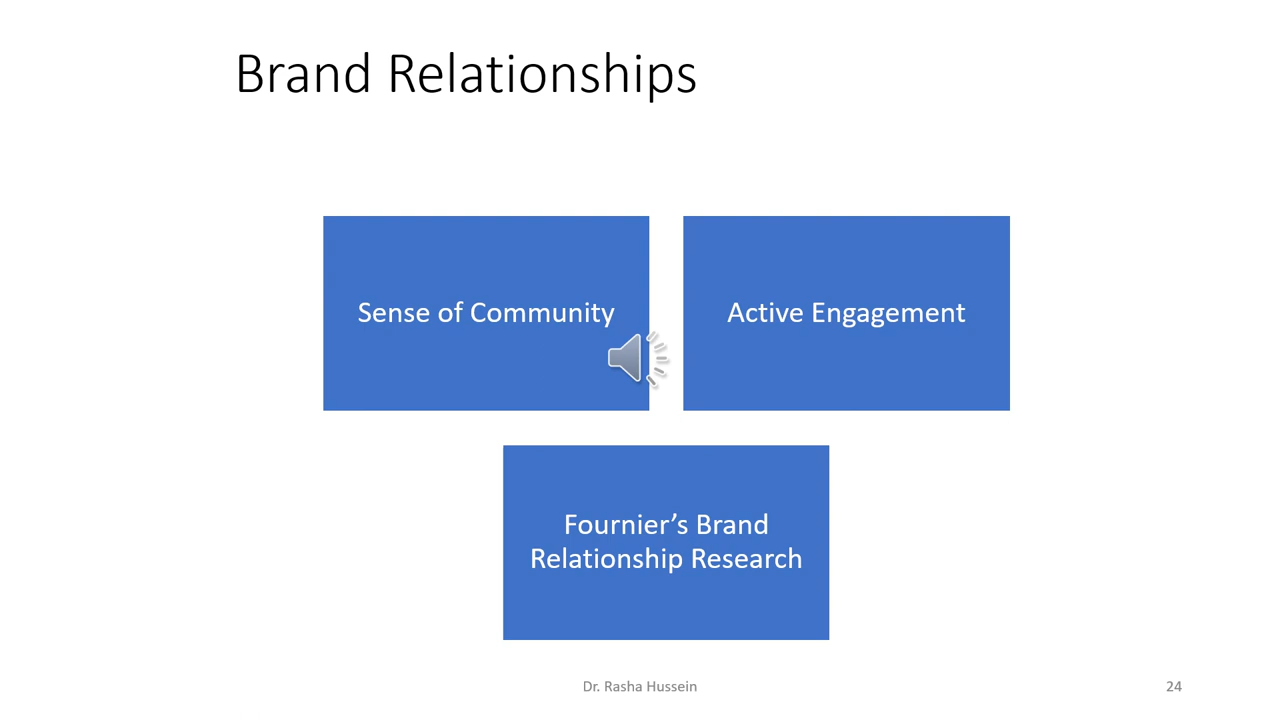 Brand Relationships
Sense of Community
Active Engagement
Fournier’s Brand
Relationship Research
Dr. Rasha Hussein
24